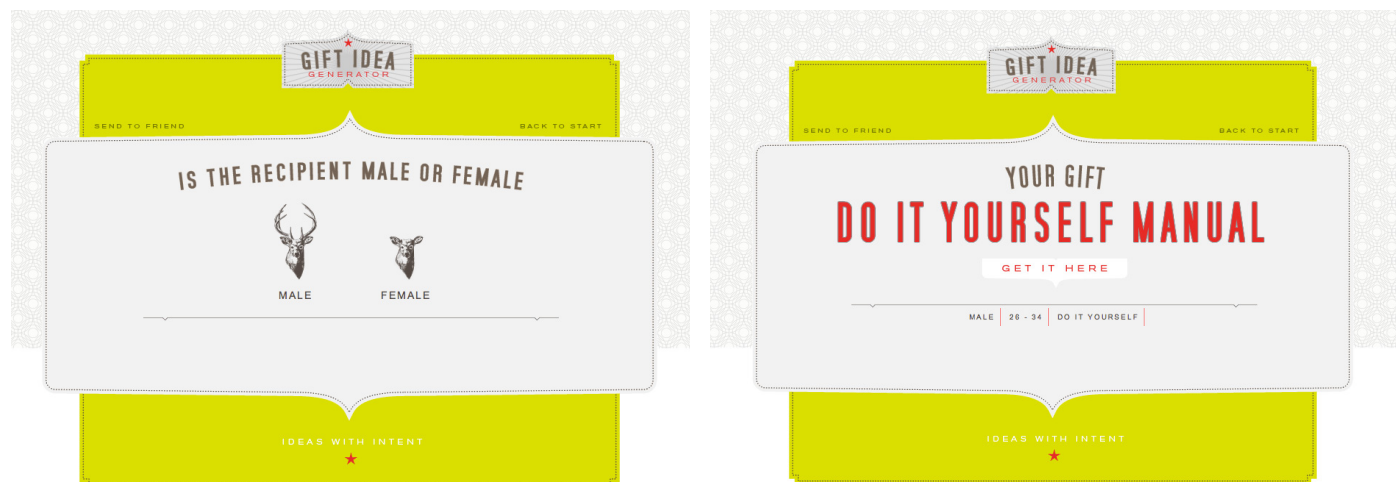 GIFT IDEA
GENERATOR
SEND TO FRIEND
BACK TO START
IS THE RECIPIENT MALE OR FEMALE
MALE
FEMALE
IDEAS WITH INTENT
GIFT IDEA
GENERATOR
SEND TO FRIEND
BACK TO START
YOUR GIFT
DO IT YOURSELF MANUAL
GET IT HERE
MALE | 26 - 34 | DO IT YOURSELF |
IDEAS WITH INTENT